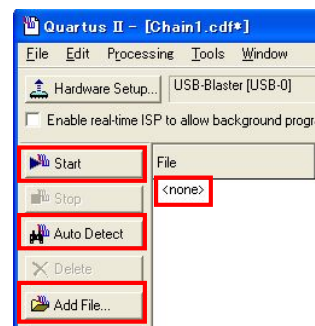 Quartus II - [Chain1.cdf*]
File Edit Processing Tools Window
Hardware Setup... USB-Blaster [USB-0]
Enable real-time ISP to allow background progr
Start File
<none>
Stop
Auto Detect
Delete
Add File...